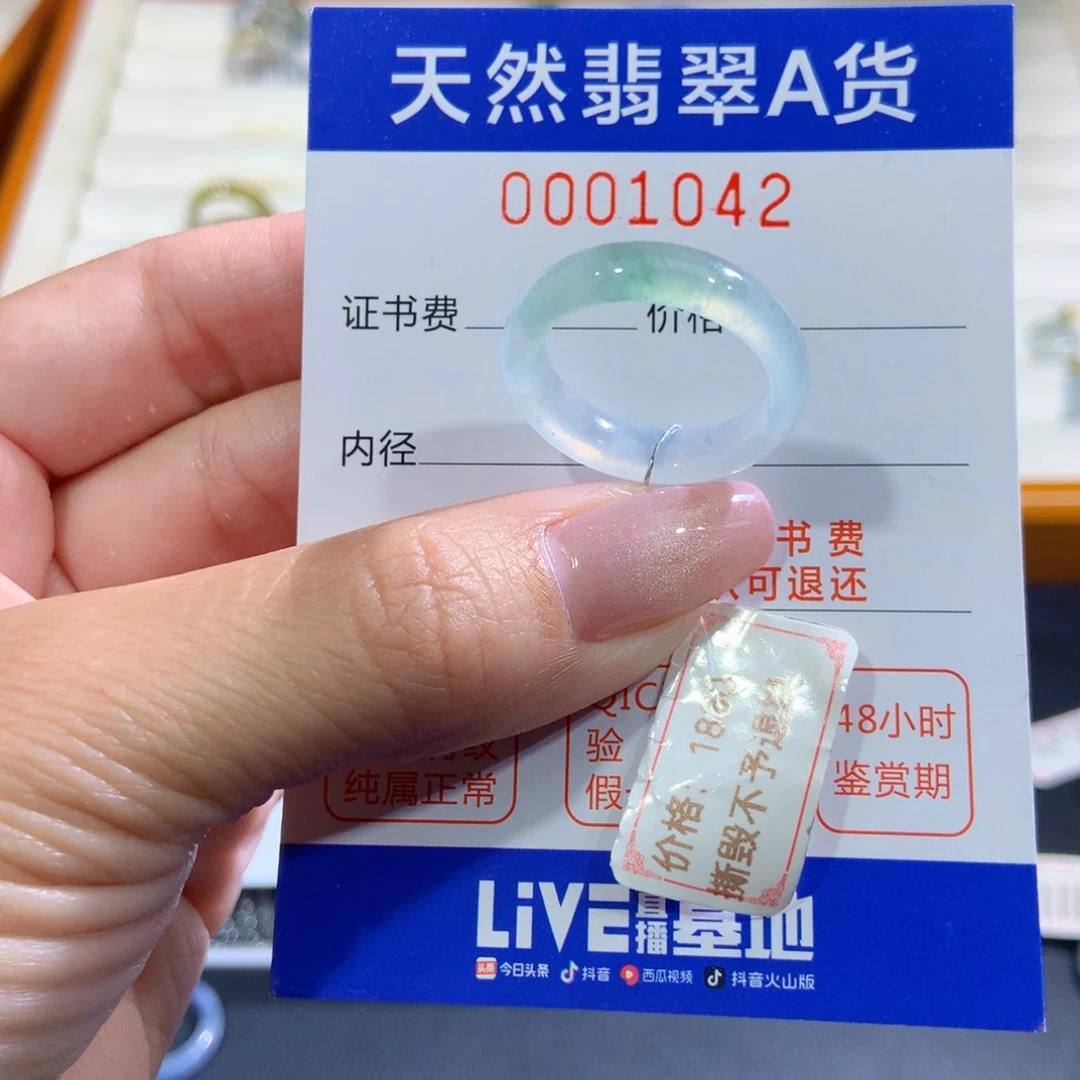 天然翡翠A货
0001042
证书费 价格
内径
书费
可退还
纯属正常
QIC
验
假
48小时
鉴赏期
价格:
撕毁不予退
LiVE直播基地
头条 今日头条 抖音 西瓜视频 抖音火山版